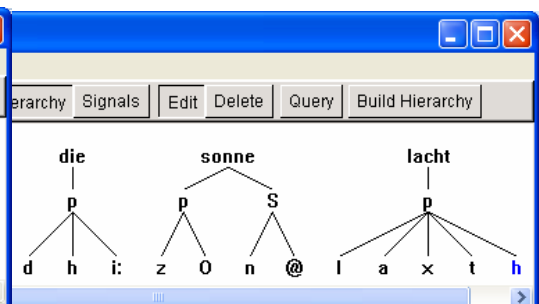 erarchy Signals Edit Delete Query Build Hierarchy
die sonne lacht
p p S p
d h i: z O n @ l a x t h